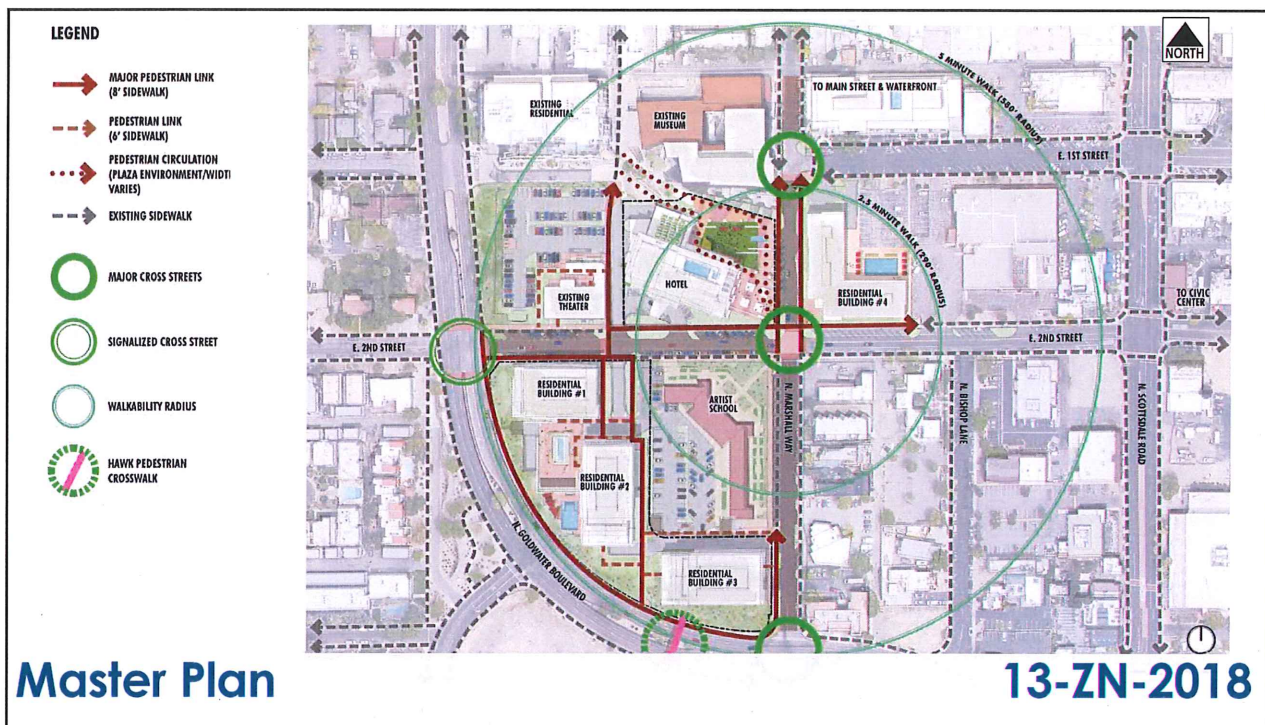 LEGEND
MAJOR PEDESTRIAN LINK
(8' SIDEWALK)
PEDESTRIAN LINK
(6' SIDEWALK)
PEDESTRIAN CIRCULATION
(PLAZA ENVIRONMENT/WIDTH
VARIES)
EXISTING SIDEWALK
MAJOR CROSS STREETS
SIGNALIZED CROSS STREET
WALKABILITY RADIUS
HAWK PEDESTRIAN
CROSSWALK
NORTH
5 MINUTE WALK (580' RADIUS)
TO MAIN STREET & WATERFRONT
EXISTING
RESIDENTIAL
EXISTING
MUSEUM
E. 1ST STREET
2.5 MINUTE WALK (290' RADIUS)
HOTEL
EXISTING
THEATER
RESIDENTIAL
BUILDING #4
TO CIVIC
CENTER
E. 2ND STREET
E. 2ND STREET
RESIDENTIAL
BUILDING #1
ARTIST
SCHOOL
N. MARSHALL WAY
N. BISHOP LANE
N. SCOTTSDALE ROAD
RESIDENTIAL
BUILDING #2
N. GOLDWATER BOULEVARD
RESIDENTIAL
BUILDING #3
Master Plan
13-ZN-2018